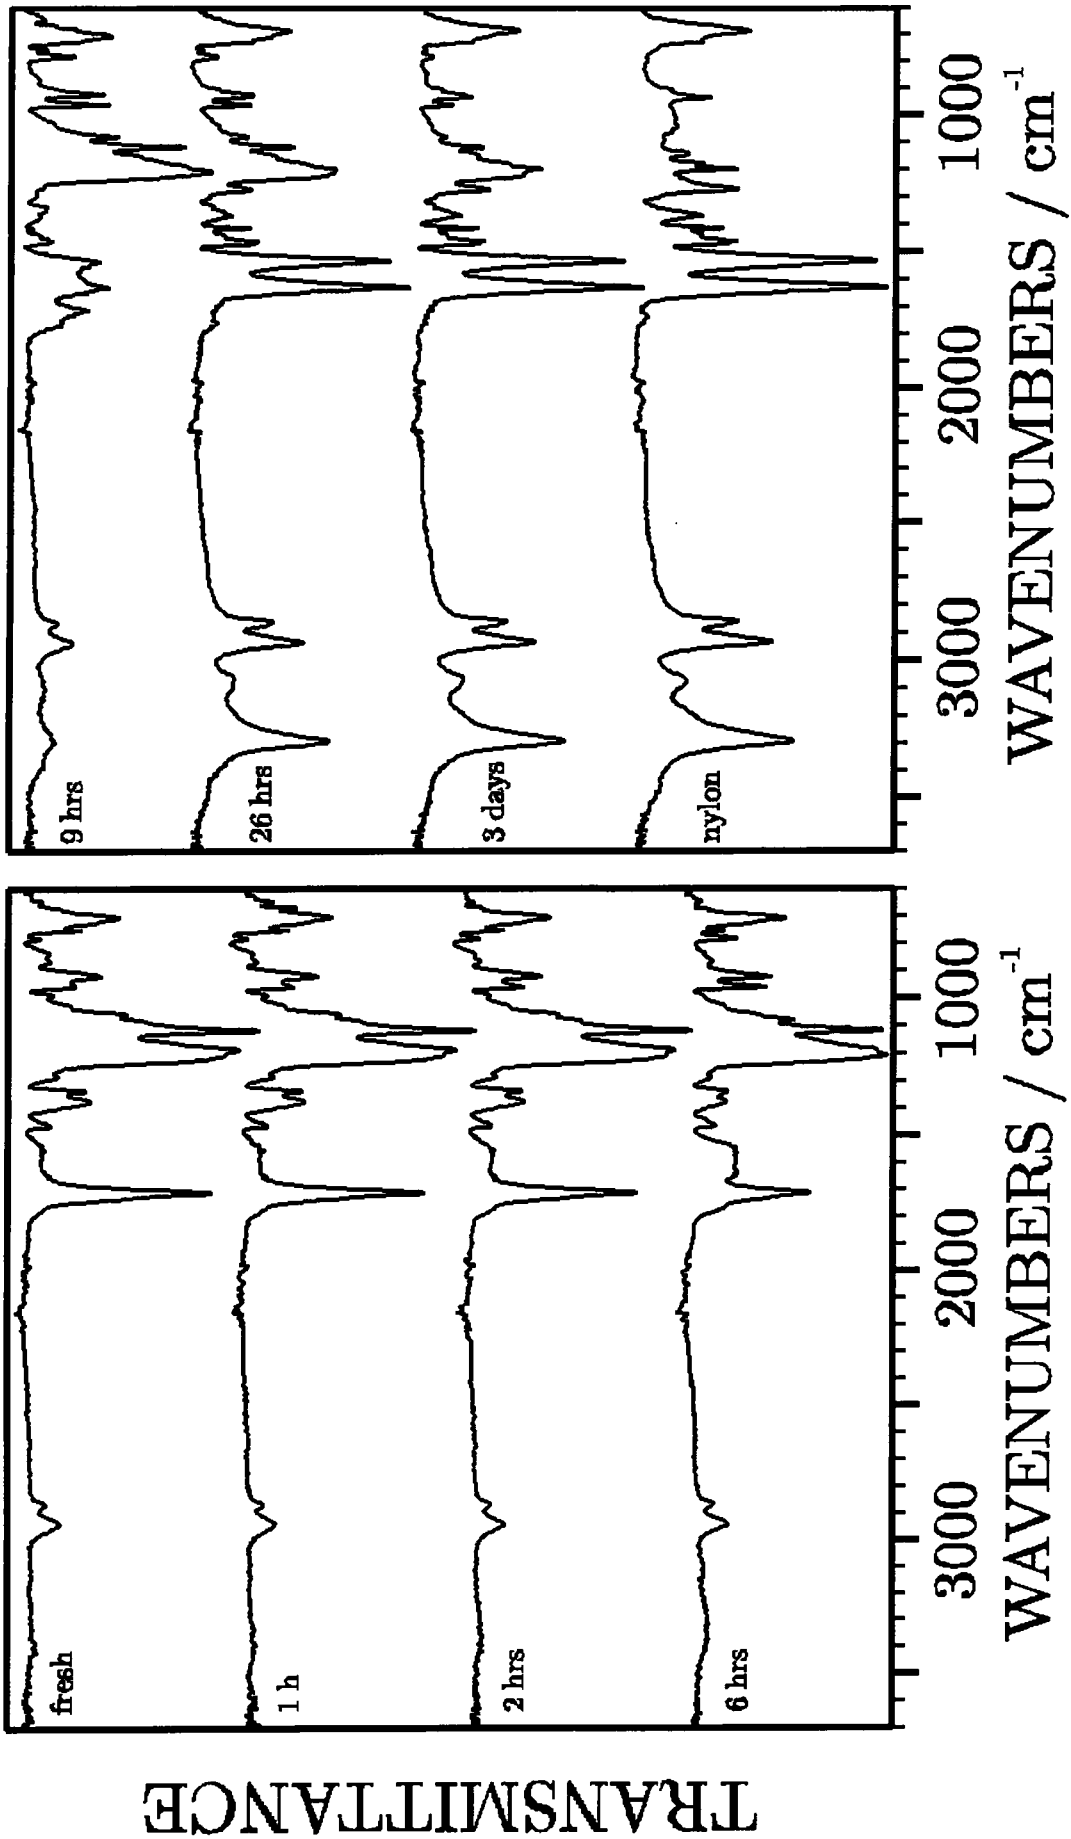 TRANSMITTANCE
fresh
1 h
2 hrs
6 hrs
3000 2000 1000
WAVENUMBERS / cm⁻¹
9 hrs
26 hrs
3 days
nylon
3000 2000 1000
WAVENUMBERS / cm⁻¹